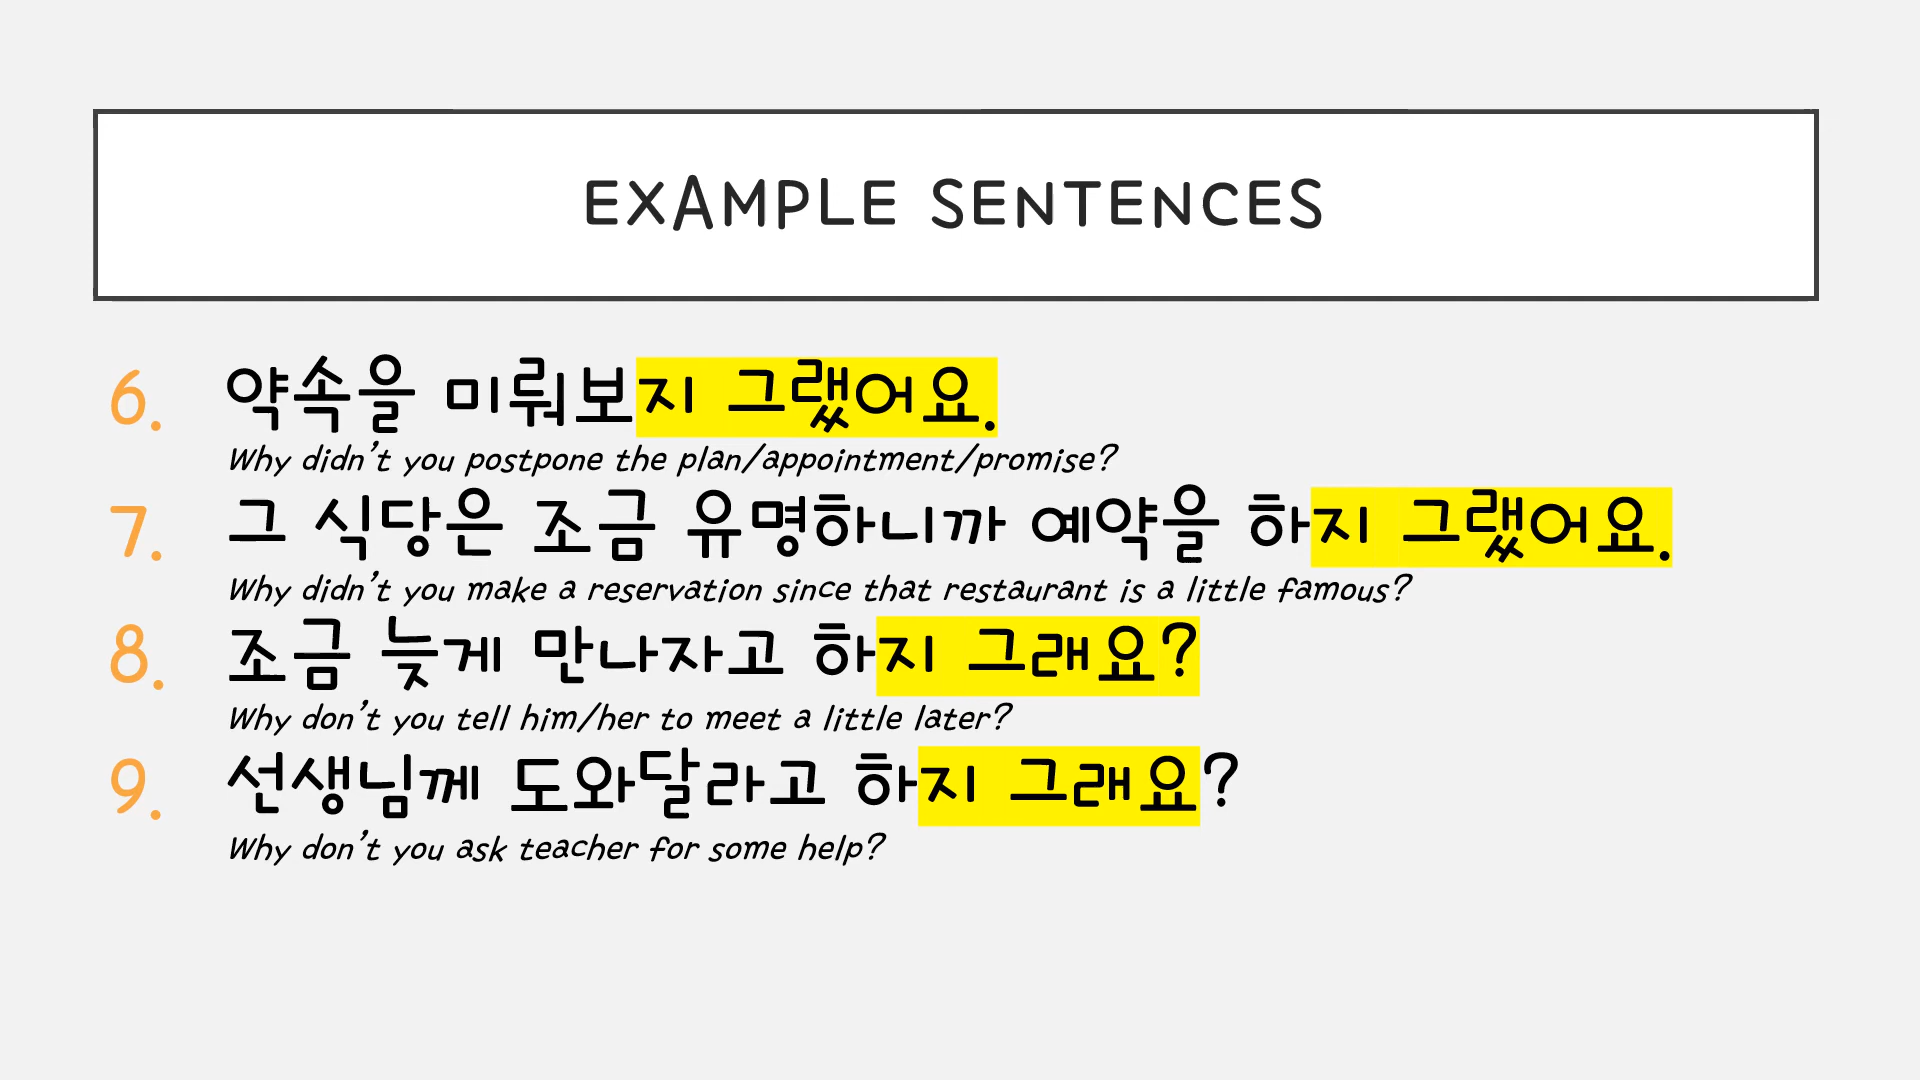 EXAMPLE SENTENCES
6. 약속을 미뤄보지 그랬어요.
Why didn't you postpone the plan/appointment/promise?
7. 그 식당은 조금 유명하니까 예약을 하지 그랬어요.
Why didn't you make a reservation since that restaurant is a little famous?
8. 조금 늦게 만나자고 하지 그래요?
Why don't you tell him/her to meet a little later?
9. 선생님께 도와달라고 하지 그래요?
Why don't you ask teacher for some help?